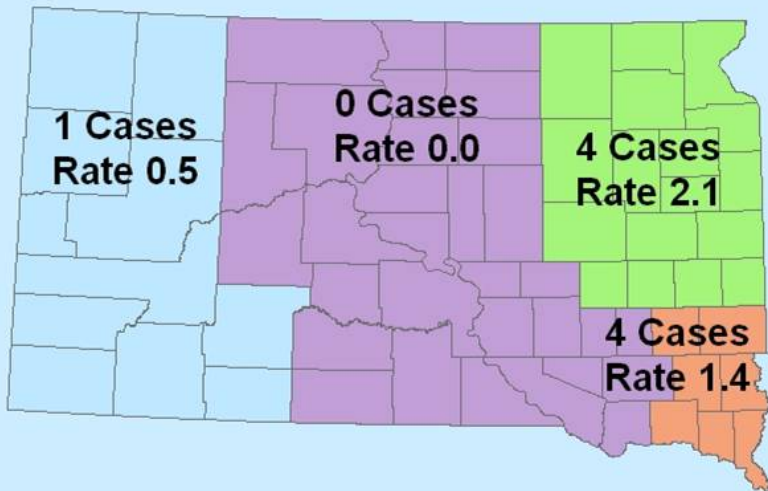 1 Cases
Rate 0.5
0 Cases
Rate 0.0
4 Cases
Rate 2.1
4 Cases
Rate 1.4